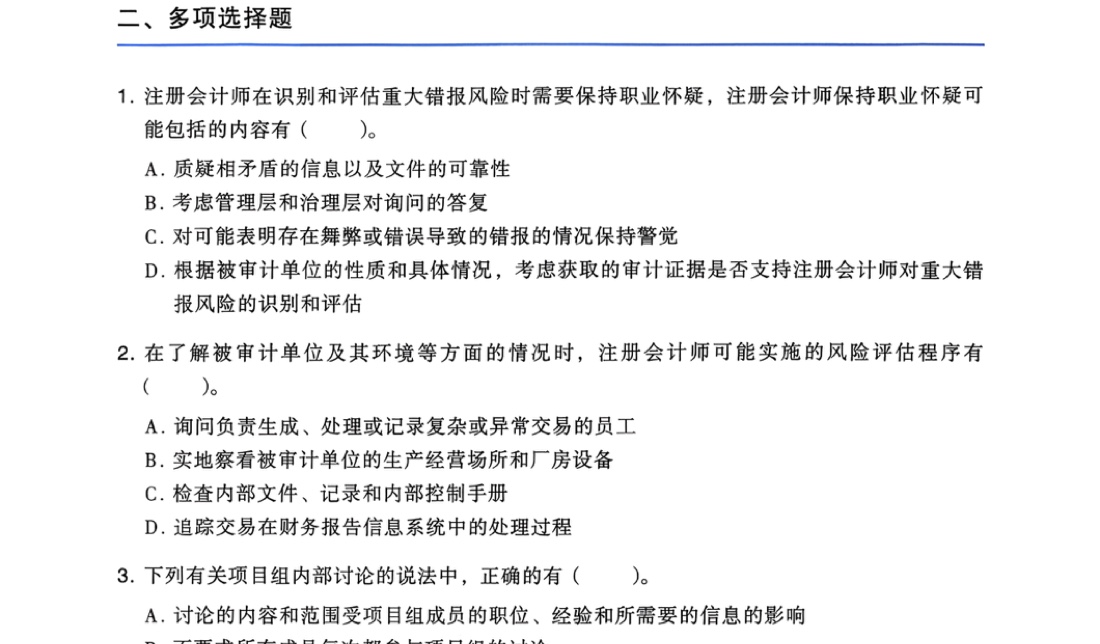 二、多项选择题
1. 注册会计师在识别和评估重大错报风险时需要保持职业怀疑，注册会计师保持职业怀疑可
能包括的内容有（  ）。
A. 质疑相矛盾的信息以及文件的可靠性
B. 考虑管理层和治理层对询问的答复
C. 对可能表明存在舞弊或错误导致的错报的情况保持警觉
D. 根据被审计单位的性质和具体情况，考虑获取的审计证据是否支持注册会计师对重大错
报风险的识别和评估
2. 在了解被审计单位及其环境等方面的情况时，注册会计师可能实施的风险评估程序有
（  ）。
A. 询问负责生成、处理或记录复杂或异常交易的员工
B. 实地察看被审计单位的生产经营场所和厂房设备
C. 检查内部文件、记录和内部控制手册
D. 追踪交易在财务报告信息系统中的处理过程
3. 下列有关项目组内部讨论的说法中，正确的有（  ）。
A. 讨论的内容和范围受项目组成员的职位、经验和所需要的信息的影响